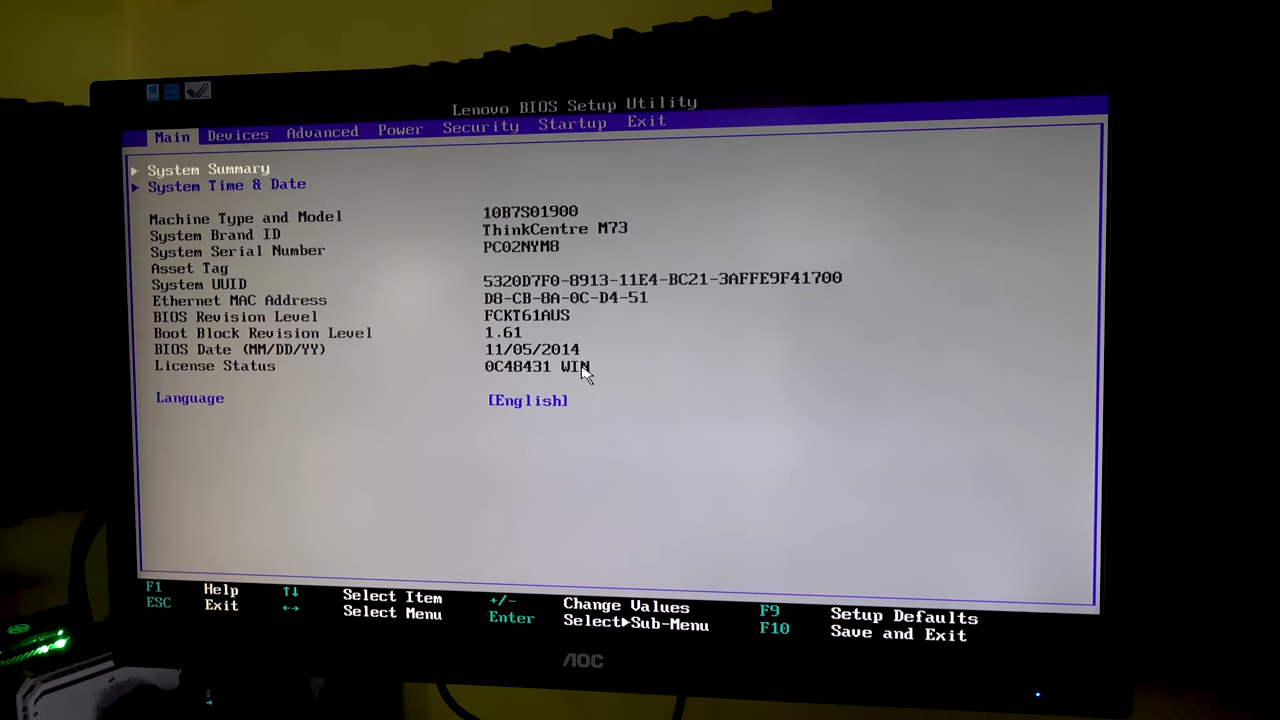 Lenovo BIOS Setup Utility
Main Devices Advanced Power Security Startup Exit
System Summary
System Time & Date
Machine Type and Model 10B7S01900
System Brand ID ThinkCentre M73
System Serial Number PC02NYM8
Asset Tag
System UUID 5320D7F0-8913-11E4-BC21-3AFFE9F41700
Ethernet MAC Address D8-CB-8A-0C-D4-51
BIOS Revision Level FCKT61AUS
Boot Block Revision Level 1.61
BIOS Date (MM/DD/YY) 11/05/2014
License Status 0C48431 WIN
Language [English]
F1 Help ↑↓ Select Item +/- Change Values F9 Setup Defaults
ESC Exit ←→ Select Menu Enter Select▶Sub-Menu F10 Save and Exit
AOC